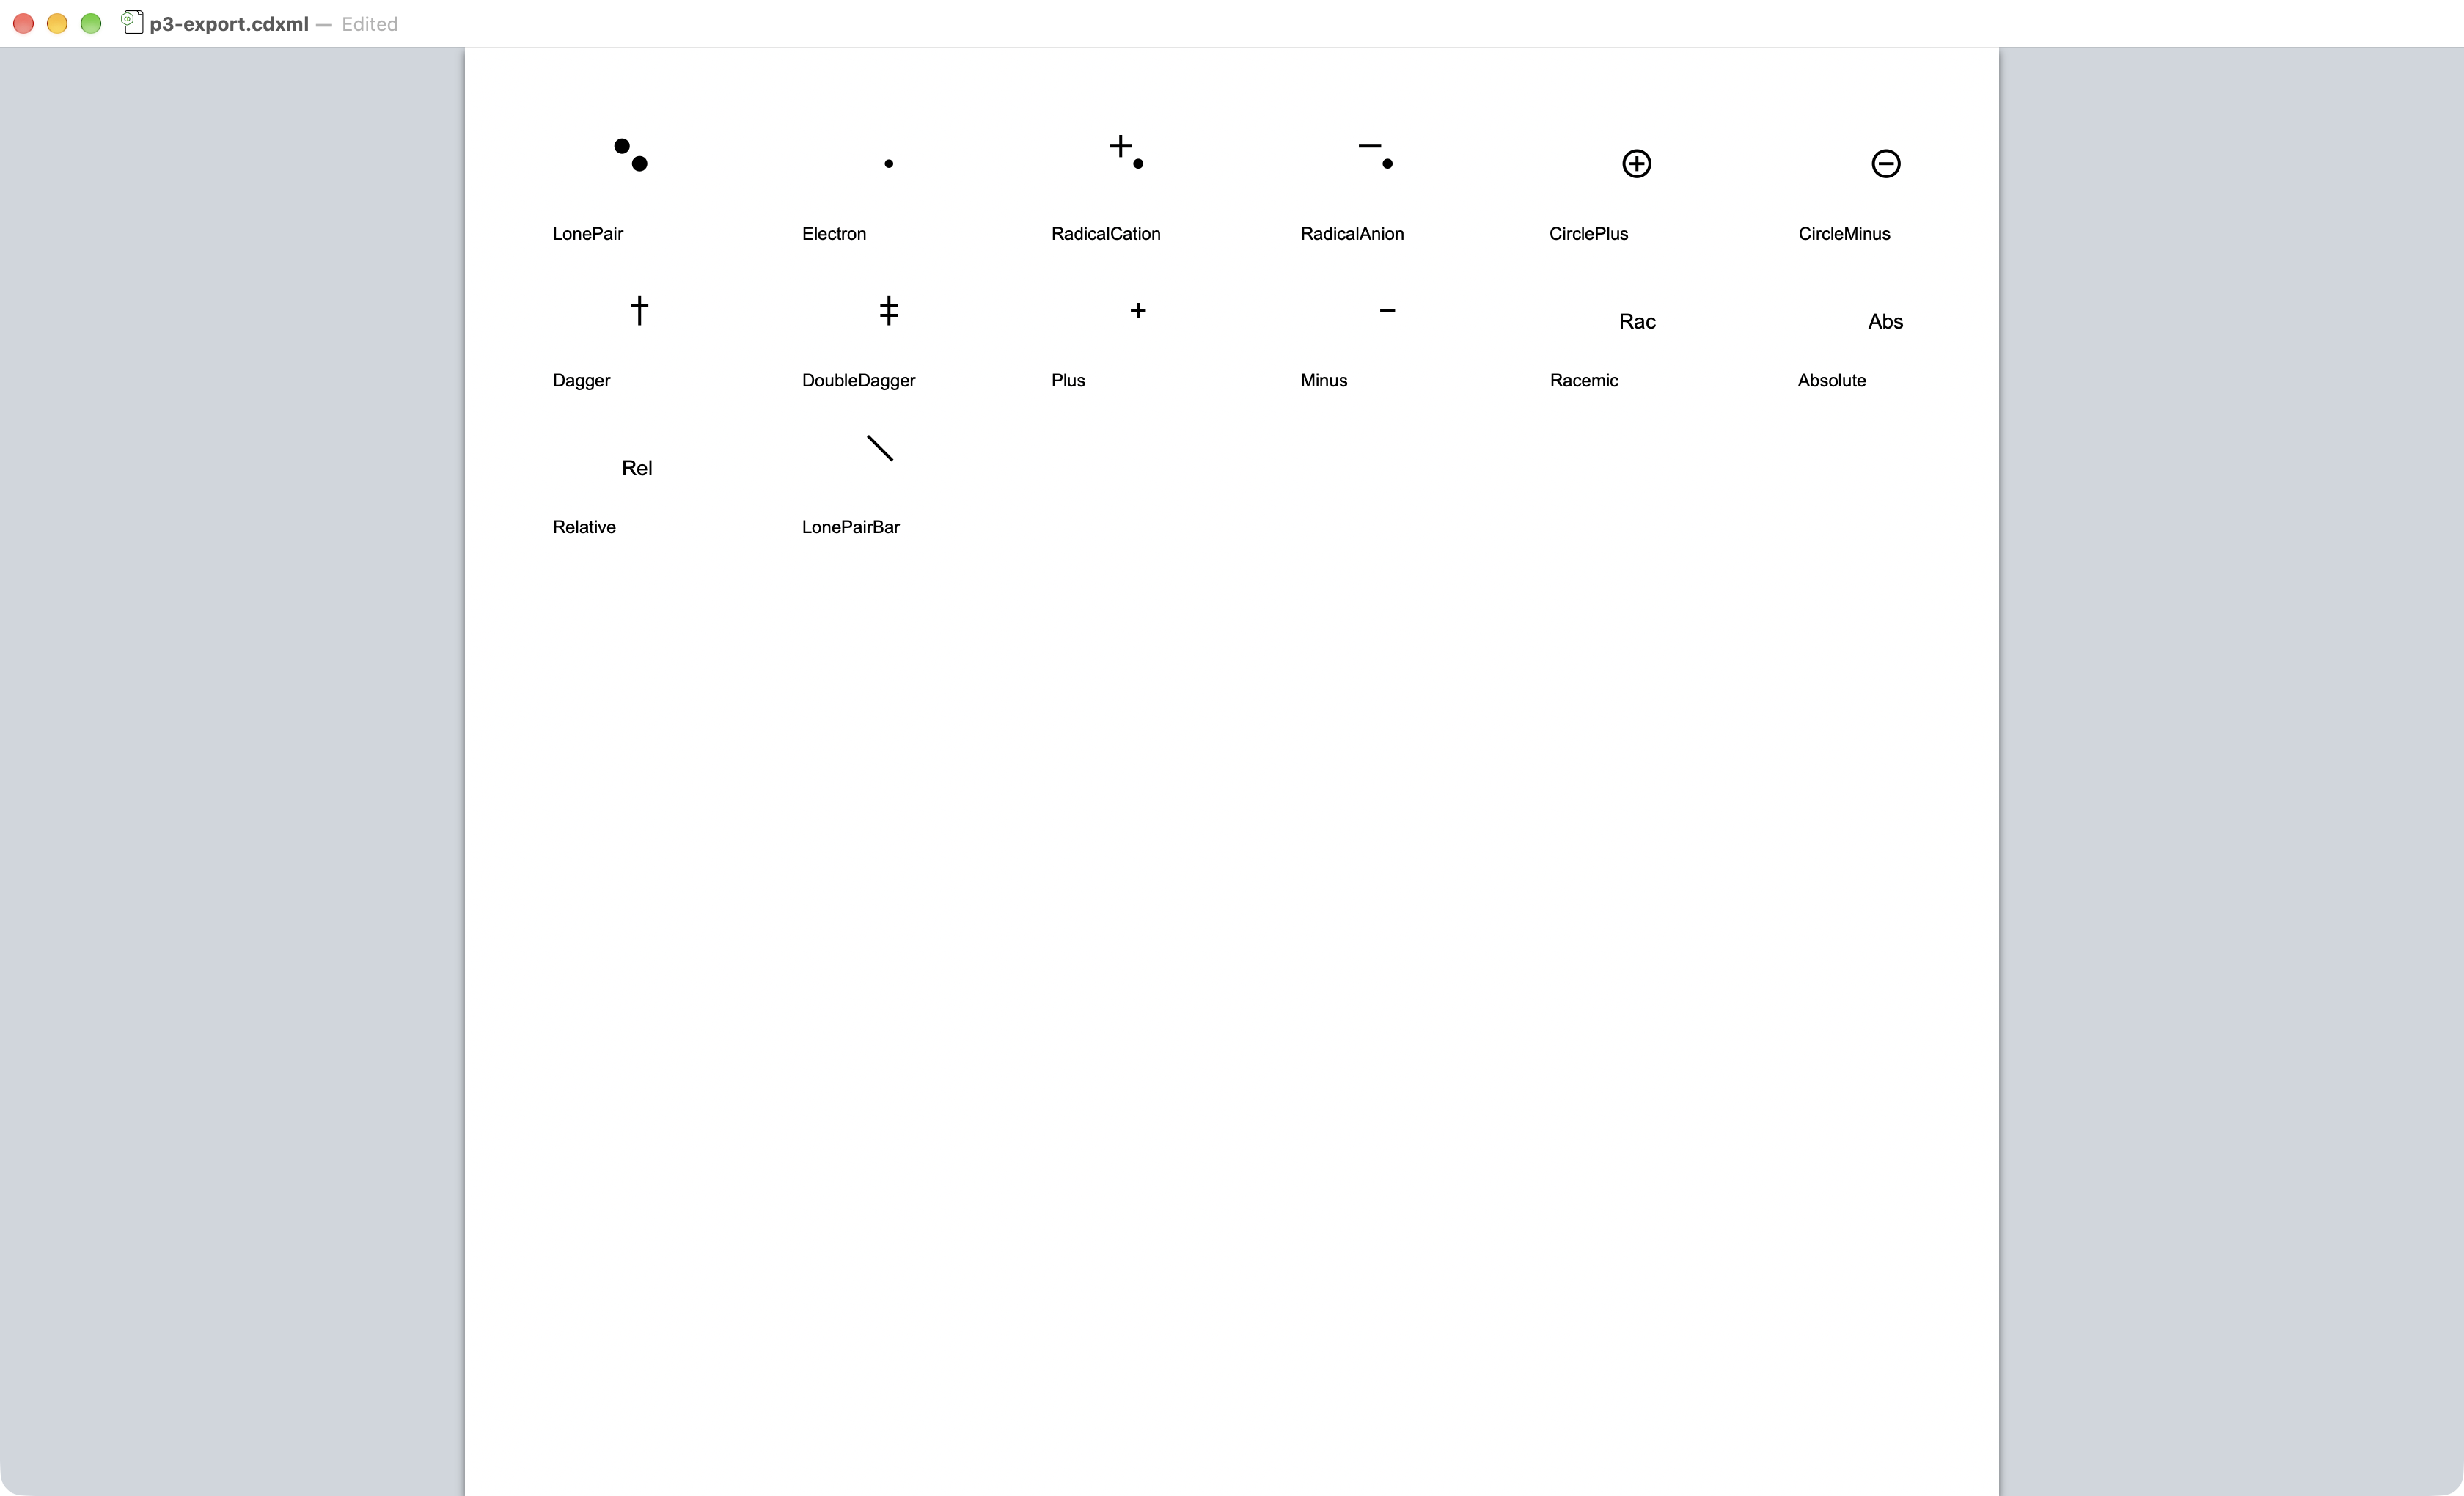 p3-export.cdxml — Edited
LonePair Electron RadicalCation RadicalAnion CirclePlus CircleMinus
† ‡ + − Rac Abs
Dagger DoubleDagger Plus Minus Racemic Absolute
Rel
Relative LonePairBar